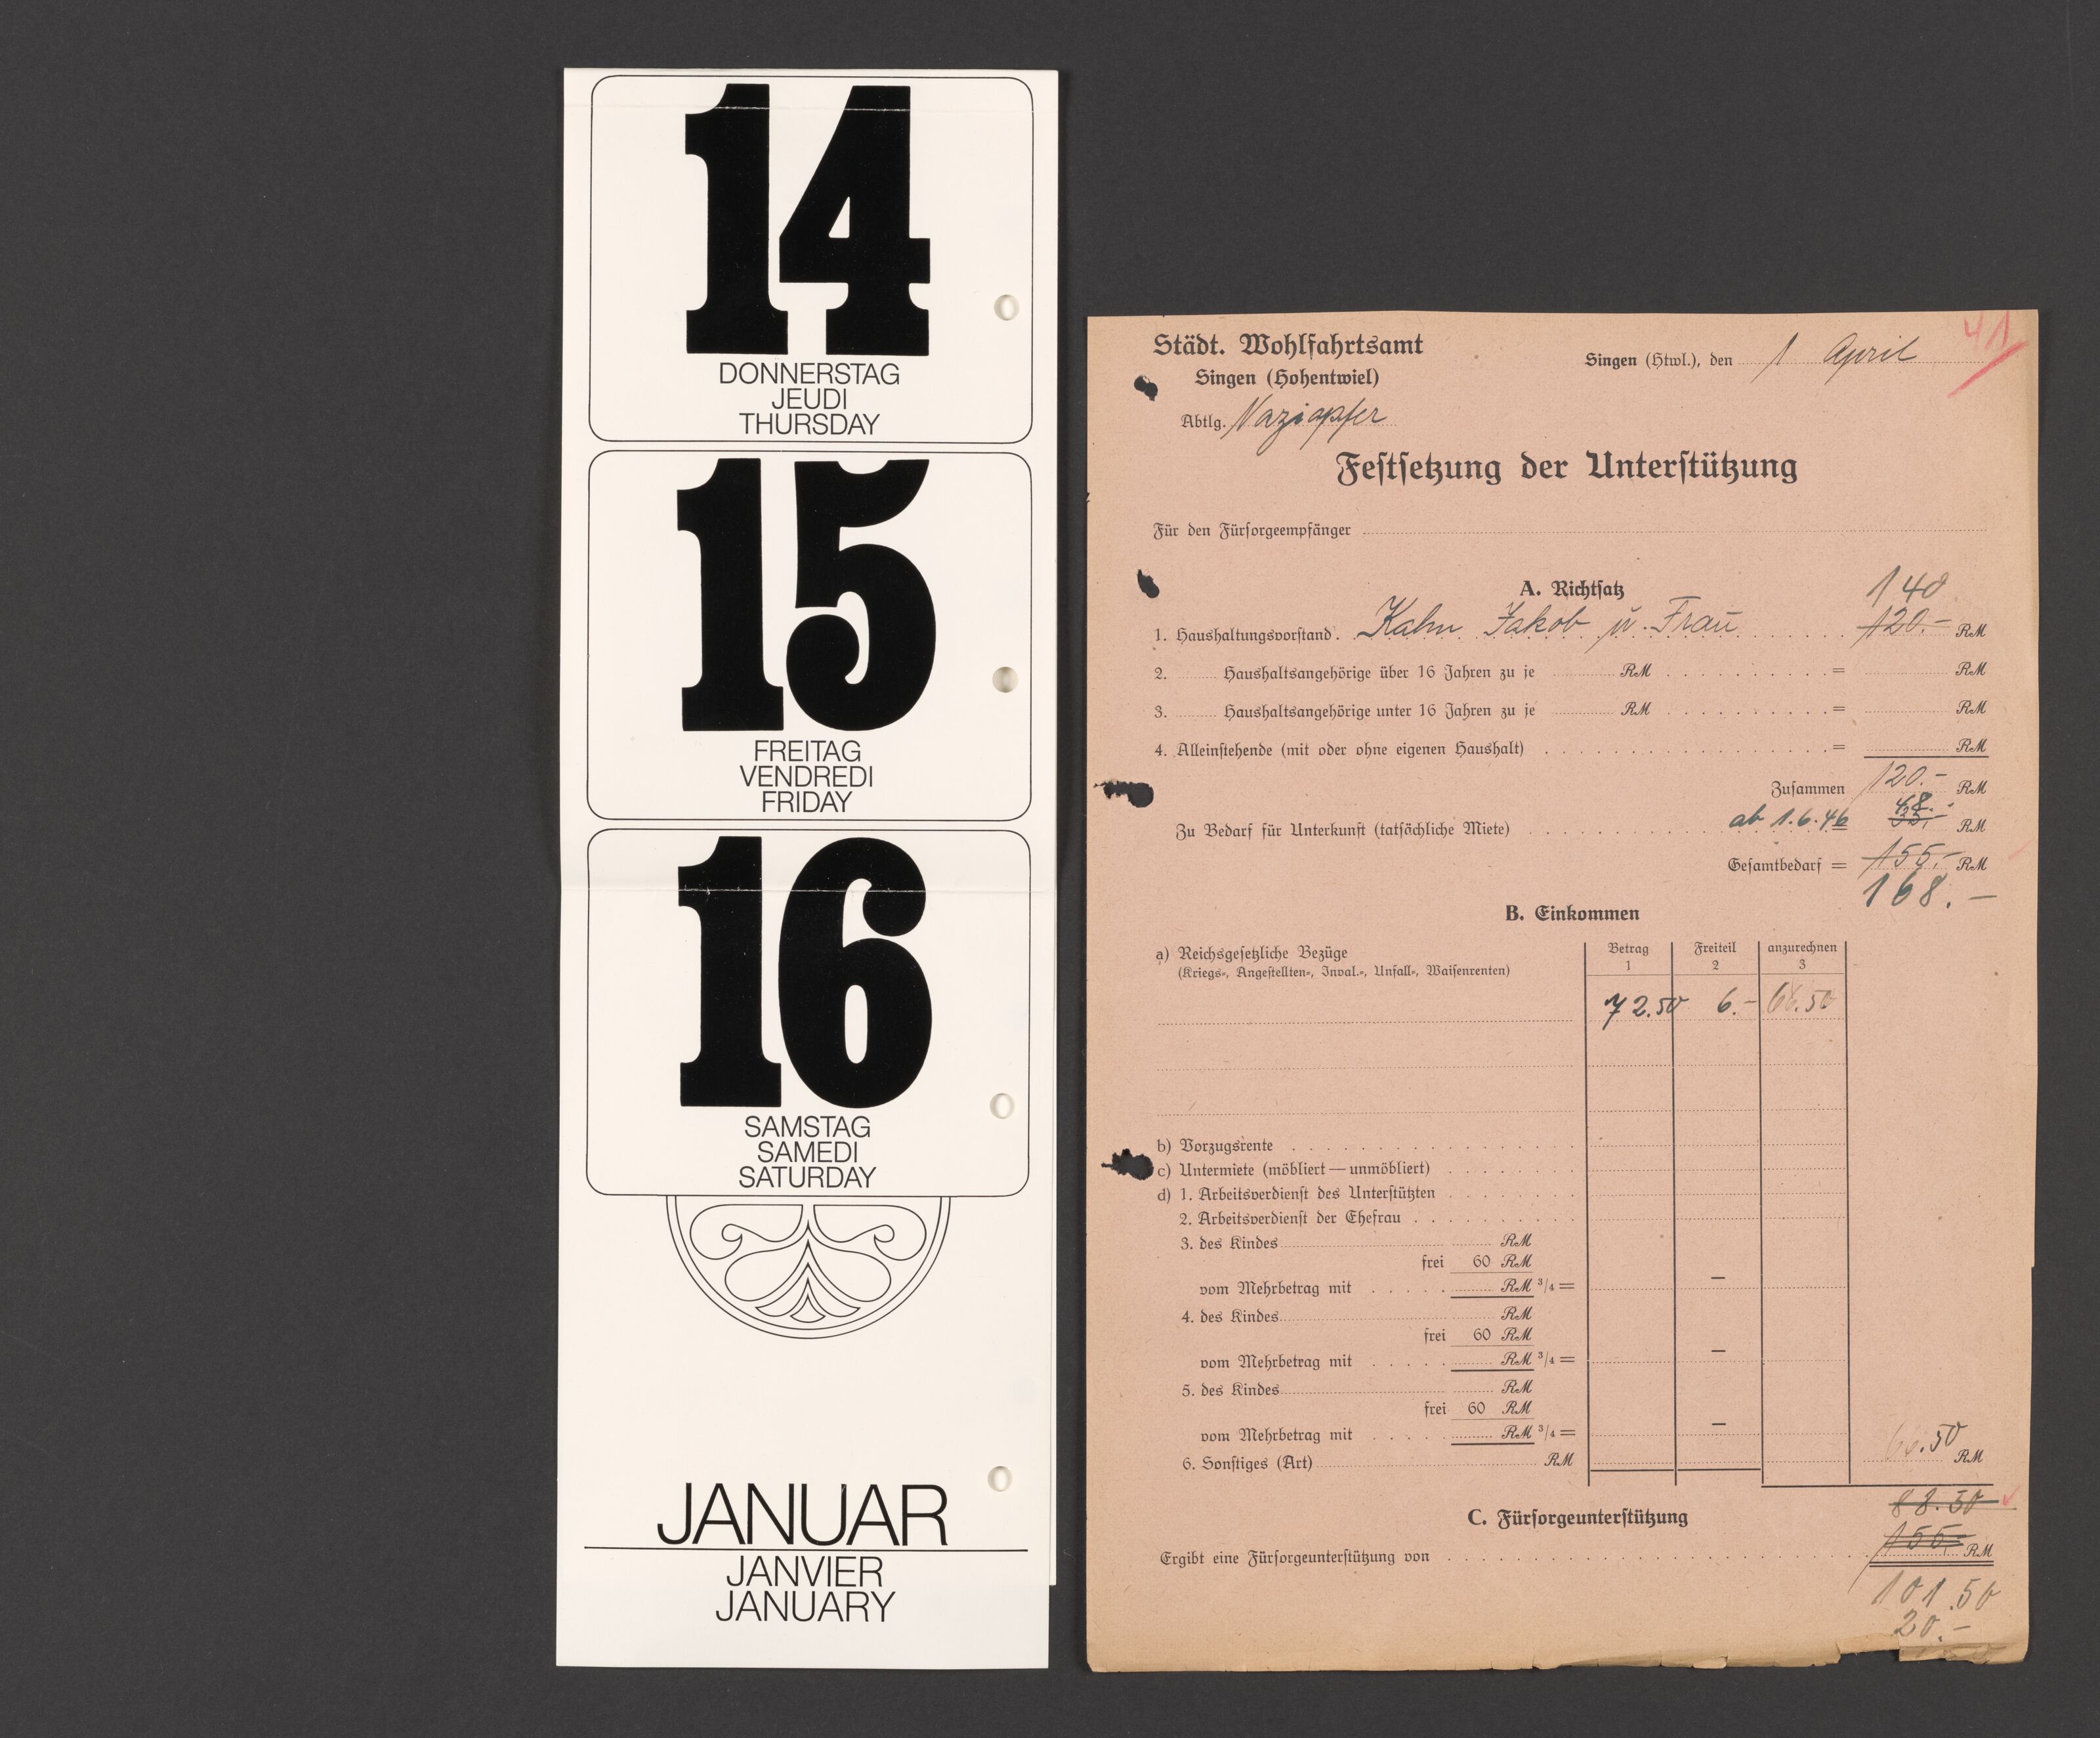 14
DONNERSTAG
JEUDI
THURSDAY
15
FREITAG
VENDREDI
FRIDAY
16
SAMSTAG
SAMEDI
SATURDAY
JANUAR
JANVIER
JANUARY
41
Städt. Wohlfahrtsamt
Singen (Htwl.), den 1 April
Singen (Hohentwiel)
Abtlg. Naziopfer
Festsetzung der Unterstützung
Für den Fürsorgeempfänger
A. Richtsatz
140
1. Haushaltungsvorstand. Kahn Jakob u. Frau 120.- RM
2. Haushaltsangehörige über 16 Jahren zu je RM = RM
3. Haushaltsangehörige unter 16 Jahren zu je RM = RM
4. Alleinstehende (mit oder ohne eigenen Haushalt) = RM
Zusammen 120.- RM
48.-
Zu Bedarf für Unterkunft (tatsächliche Miete) ab 1.6.46 35.- RM
Gesamtbedarf = 155.- RM
168.-
B. Einkommen
a) Reichsgesetzliche Bezüge
(Kriegs-, Angestellten-, Inval.-, Unfall-, Waisenrenten)
Betrag Freiteil anzurechnen
1 2 3
72.50 6.- 66.50
b) Vorzugsrente
c) Untermiete (möbliert — unmöbliert)
d) 1. Arbeitsverdienst des Unterstützten
2. Arbeitsverdienst der Ehefrau
3. des Kindes RM
frei 60 RM
vom Mehrbetrag mit RM 3/4 = —
4. des Kindes RM
frei 60 RM
vom Mehrbetrag mit RM 3/4 = —
5. des Kindes RM
frei 60 RM
vom Mehrbetrag mit RM 3/4 = —
6. Sonstiges (Art) RM 66.50 RM
88.50
C. Fürsorgeunterstützung
Ergibt eine Fürsorgeunterstützung von 155.- RM
101.50
20.-